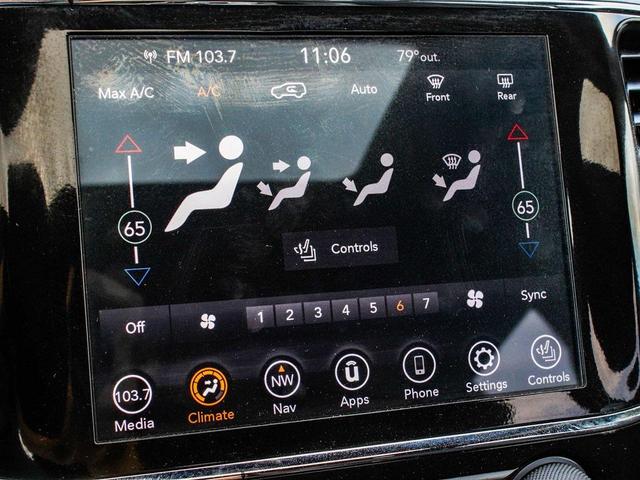 FM 103.7 11:06 79° out.
Max A/C A/C Auto Front Rear
65 65
Controls
Off 1 2 3 4 5 6 7 Sync
103.7 NW ū
Media Climate Nav Apps Phone Settings Controls